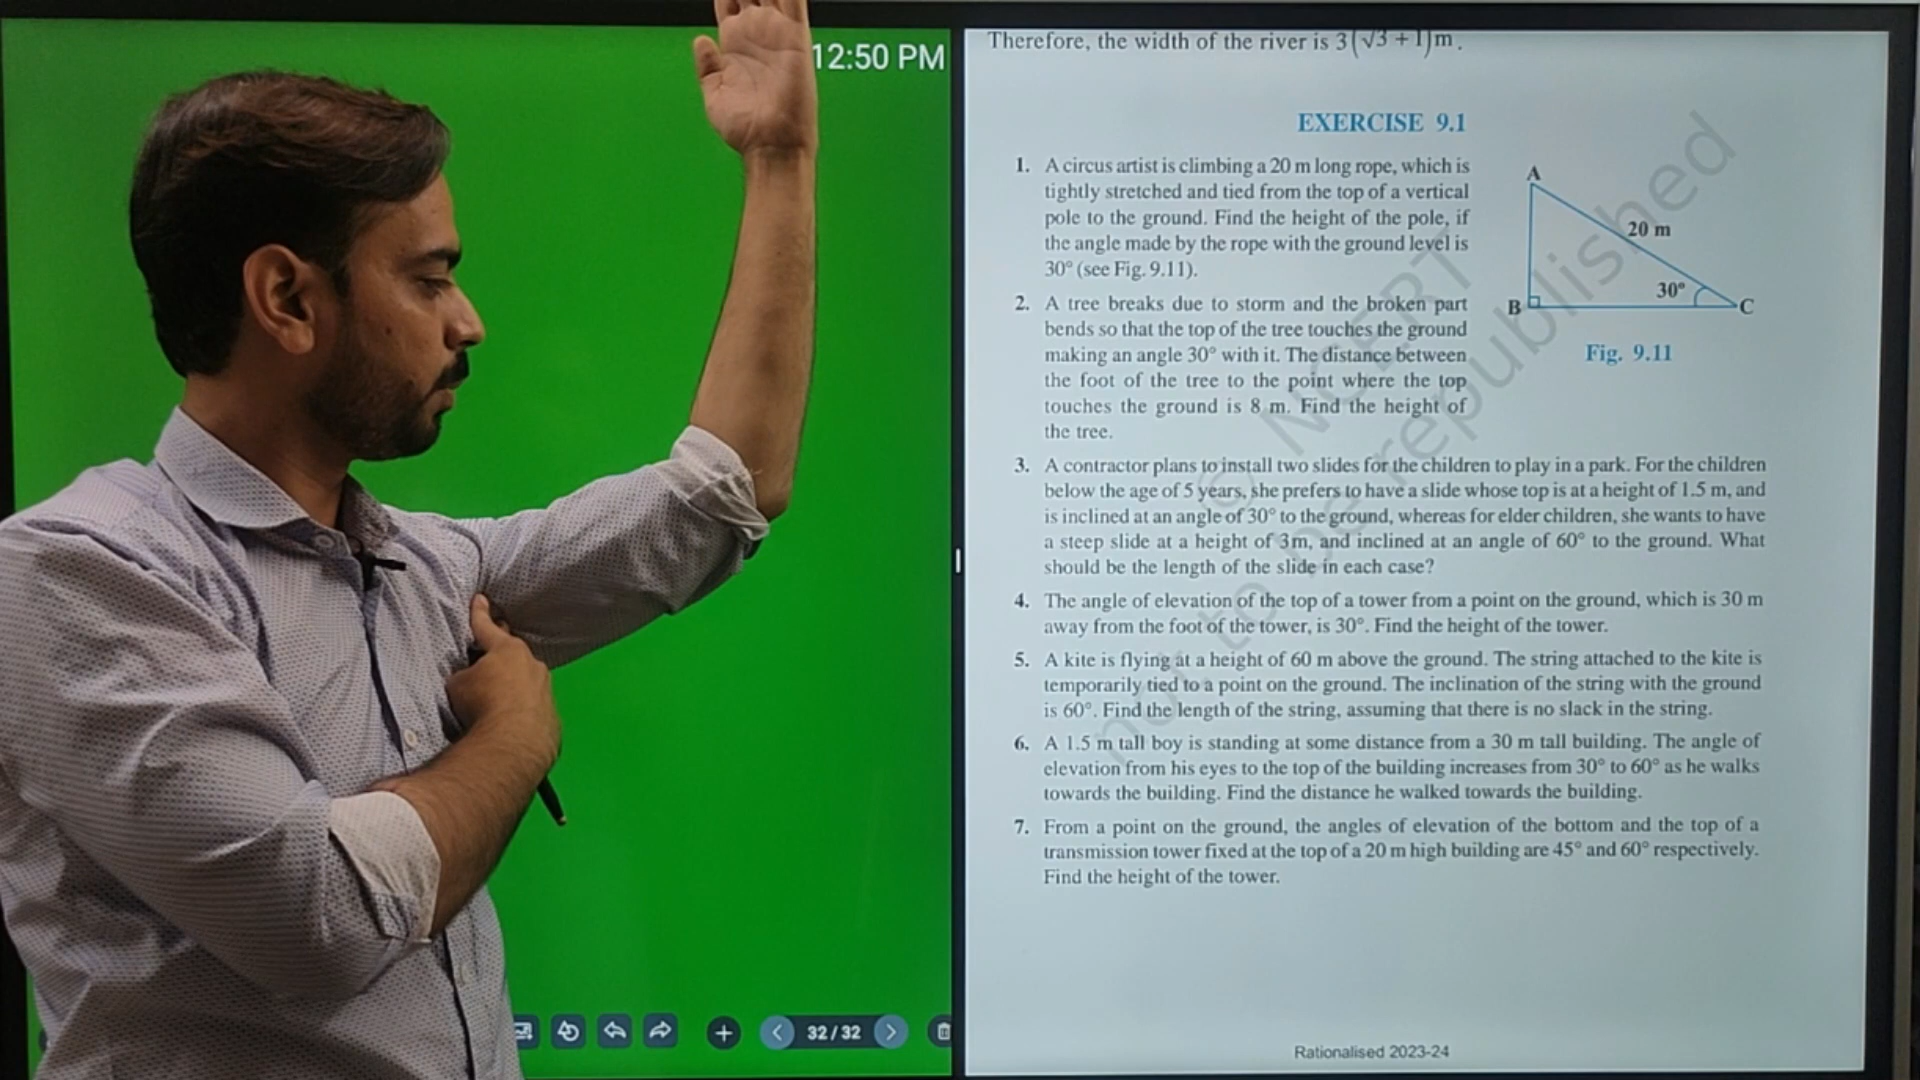 12:50 PM
Therefore, the width of the river is 3(√3 + 1)m.
EXERCISE 9.1
1. A circus artist is climbing a 20 m long rope, which is
tightly stretched and tied from the top of a vertical
pole to the ground. Find the height of the pole, if
the angle made by the rope with the ground level is
30° (see Fig. 9.11).
A
20 m
30°
B
C
Fig. 9.11
2. A tree breaks due to storm and the broken part
bends so that the top of the tree touches the ground
making an angle 30° with it. The distance between
the foot of the tree to the point where the top
touches the ground is 8 m. Find the height of
the tree.
3. A contractor plans to install two slides for the children to play in a park. For the children
below the age of 5 years, she prefers to have a slide whose top is at a height of 1.5 m, and
is inclined at an angle of 30° to the ground, whereas for elder children, she wants to have
a steep slide at a height of 3m, and inclined at an angle of 60° to the ground. What
should be the length of the slide in each case?
4. The angle of elevation of the top of a tower from a point on the ground, which is 30 m
away from the foot of the tower, is 30°. Find the height of the tower.
5. A kite is flying at a height of 60 m above the ground. The string attached to the kite is
temporarily tied to a point on the ground. The inclination of the string with the ground
is 60°. Find the length of the string, assuming that there is no slack in the string.
6. A 1.5 m tall boy is standing at some distance from a 30 m tall building. The angle of
elevation from his eyes to the top of the building increases from 30° to 60° as he walks
towards the building. Find the distance he walked towards the building.
7. From a point on the ground, the angles of elevation of the bottom and the top of a
transmission tower fixed at the top of a 20 m high building are 45° and 60° respectively.
Find the height of the tower.
© NCERT
not to be republished
32/32
Rationalised 2023-24